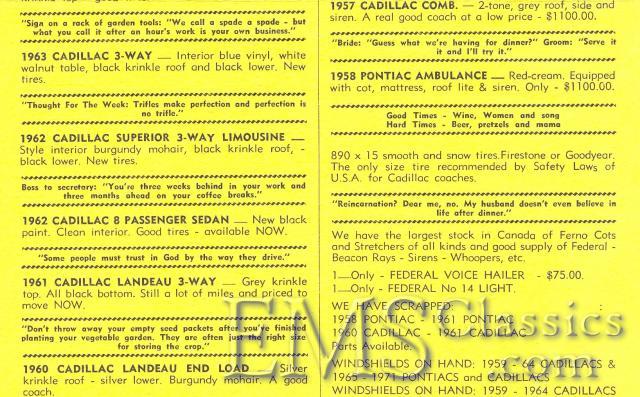 "Sign on a rack of garden tools: "We call a spade a spade - but
what you call it after an hour's work is your own business."
1963 CADILLAC 3-WAY — Interior blue vinyl, white
walnut table, black krinkle roof and black lower. New
tires.
"Thought For The Week: Trifles make perfection and perfection is
no trifle."
1962 CADILLAC SUPERIOR 3-WAY LIMOUSINE —
Style interior burgundy mohair, black krinkle roof, -
black lower. New tires.
Boss to secretary: "You're three weeks behind in your work and
three months ahead on your coffee breaks."
1962 CADILLAC 8 PASSENGER SEDAN — New black
paint. Clean interior. Good tires - available NOW.
"Some people must trust in God by the way they drive."
1961 CADILLAC LANDEAU 3-WAY — Grey krinkle
top. All black bottom. Still a lot of miles and priced to
move NOW.
"Don't throw away your empty seed packets after you're finished
planting your vegetable garden. They are often just the right size
for storing the crop."
1960 CADILLAC LANDEAU END LOAD — Silver
krinkle roof - silver lower. Burgundy mohair. A good
coach.
1957 CADILLAC COMB. — 2-tone, grey roof, side and
siren. A real good coach at a low price - $1100.00.
"Bride: "Guess what we're having for dinner?" Groom: "Serve it
it and I'll try it."
1958 PONTIAC AMBULANCE — Red-cream. Equipped
with cot, mattress, roof lite & siren. Only - $1100.00.
Good Times - Wine, Women and song
Hard Times - Beer, pretzels and mama
890 x 15 smooth and snow tires.Firestone or Goodyear.
The only size tire recommended by Safety Laws of
U.S.A. for Cadillac coaches.
"Reincarnation? Dear me, no. My husband doesn't even believe in
life after dinner."
We have the largest stock in Canada of Ferno Cots
and Stretchers of all kinds and good supply of Federal -
Beacon Rays - Sirens - Whoopers, etc.
1—Only - FEDERAL VOICE HAILER - $75.00.
1—Only - FEDERAL No 14 LIGHT.
WE HAVE SCRAPPED:
1958 PONTIAC - 1961 PONTIAC
1960 CADILLAC - 1961 CADILLAC
Parts Available.
WINDSHIELDS ON HAND: 1959 - 64 CADILLACS &
1965 - 1971 PONTIACS and CADILLACS
WINDSHIELDS ON HAND: 1959 - 1964 CADILLACS
EMSClassics
.com